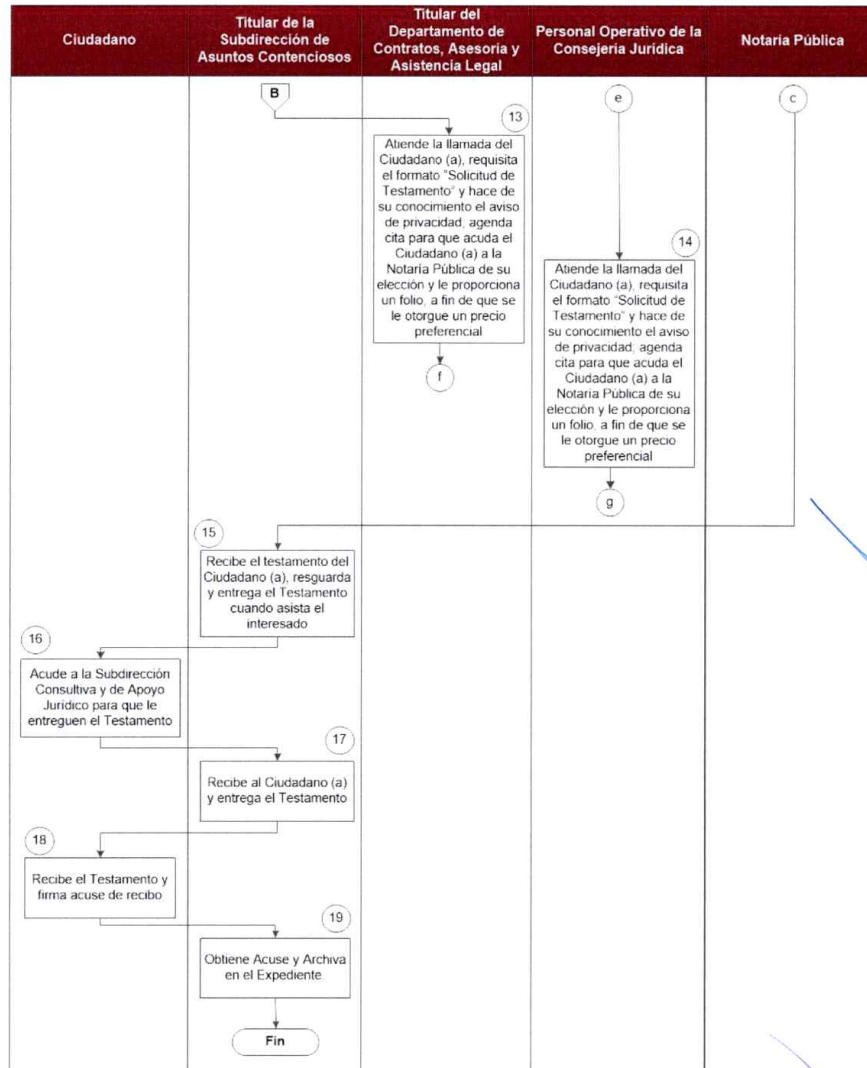 Ciudadano
Titular de la
Subdirección de
Asuntos Contenciosos
Titular del
Departamento de
Contratos, Asesoría y
Asistencia Legal
Personal Operativo de la
Consejería Jurídica
Notaría Pública
B
e
c
13
Atiende la llamada del
Ciudadano (a), requisita
el formato "Solicitud de
Testamento" y hace de
su conocimiento el aviso
de privacidad; agenda
cita para que acuda el
Ciudadano (a) a la
Notaría Pública de su
elección y le proporciona
un folio, a fin de que se
le otorgue un precio
preferencial
f
14
Atiende la llamada del
Ciudadano (a), requisita
el formato "Solicitud de
Testamento" y hace de
su conocimiento el aviso
de privacidad; agenda
cita para que acuda el
Ciudadano (a) a la
Notaría Pública de su
elección y le proporciona
un folio, a fin de que se
le otorgue un precio
preferencial
g
15
Recibe el testamento del
Ciudadano (a), resguarda
y entrega el Testamento
cuando asista el
interesado
16
Acude a la Subdirección
Consultiva y de Apoyo
Jurídico para que le
entreguen el Testamento
17
Recibe al Ciudadano (a)
y entrega el Testamento
18
Recibe el Testamento y
firma acuse de recibo
19
Obtiene Acuse y Archiva
en el Expediente
Fin